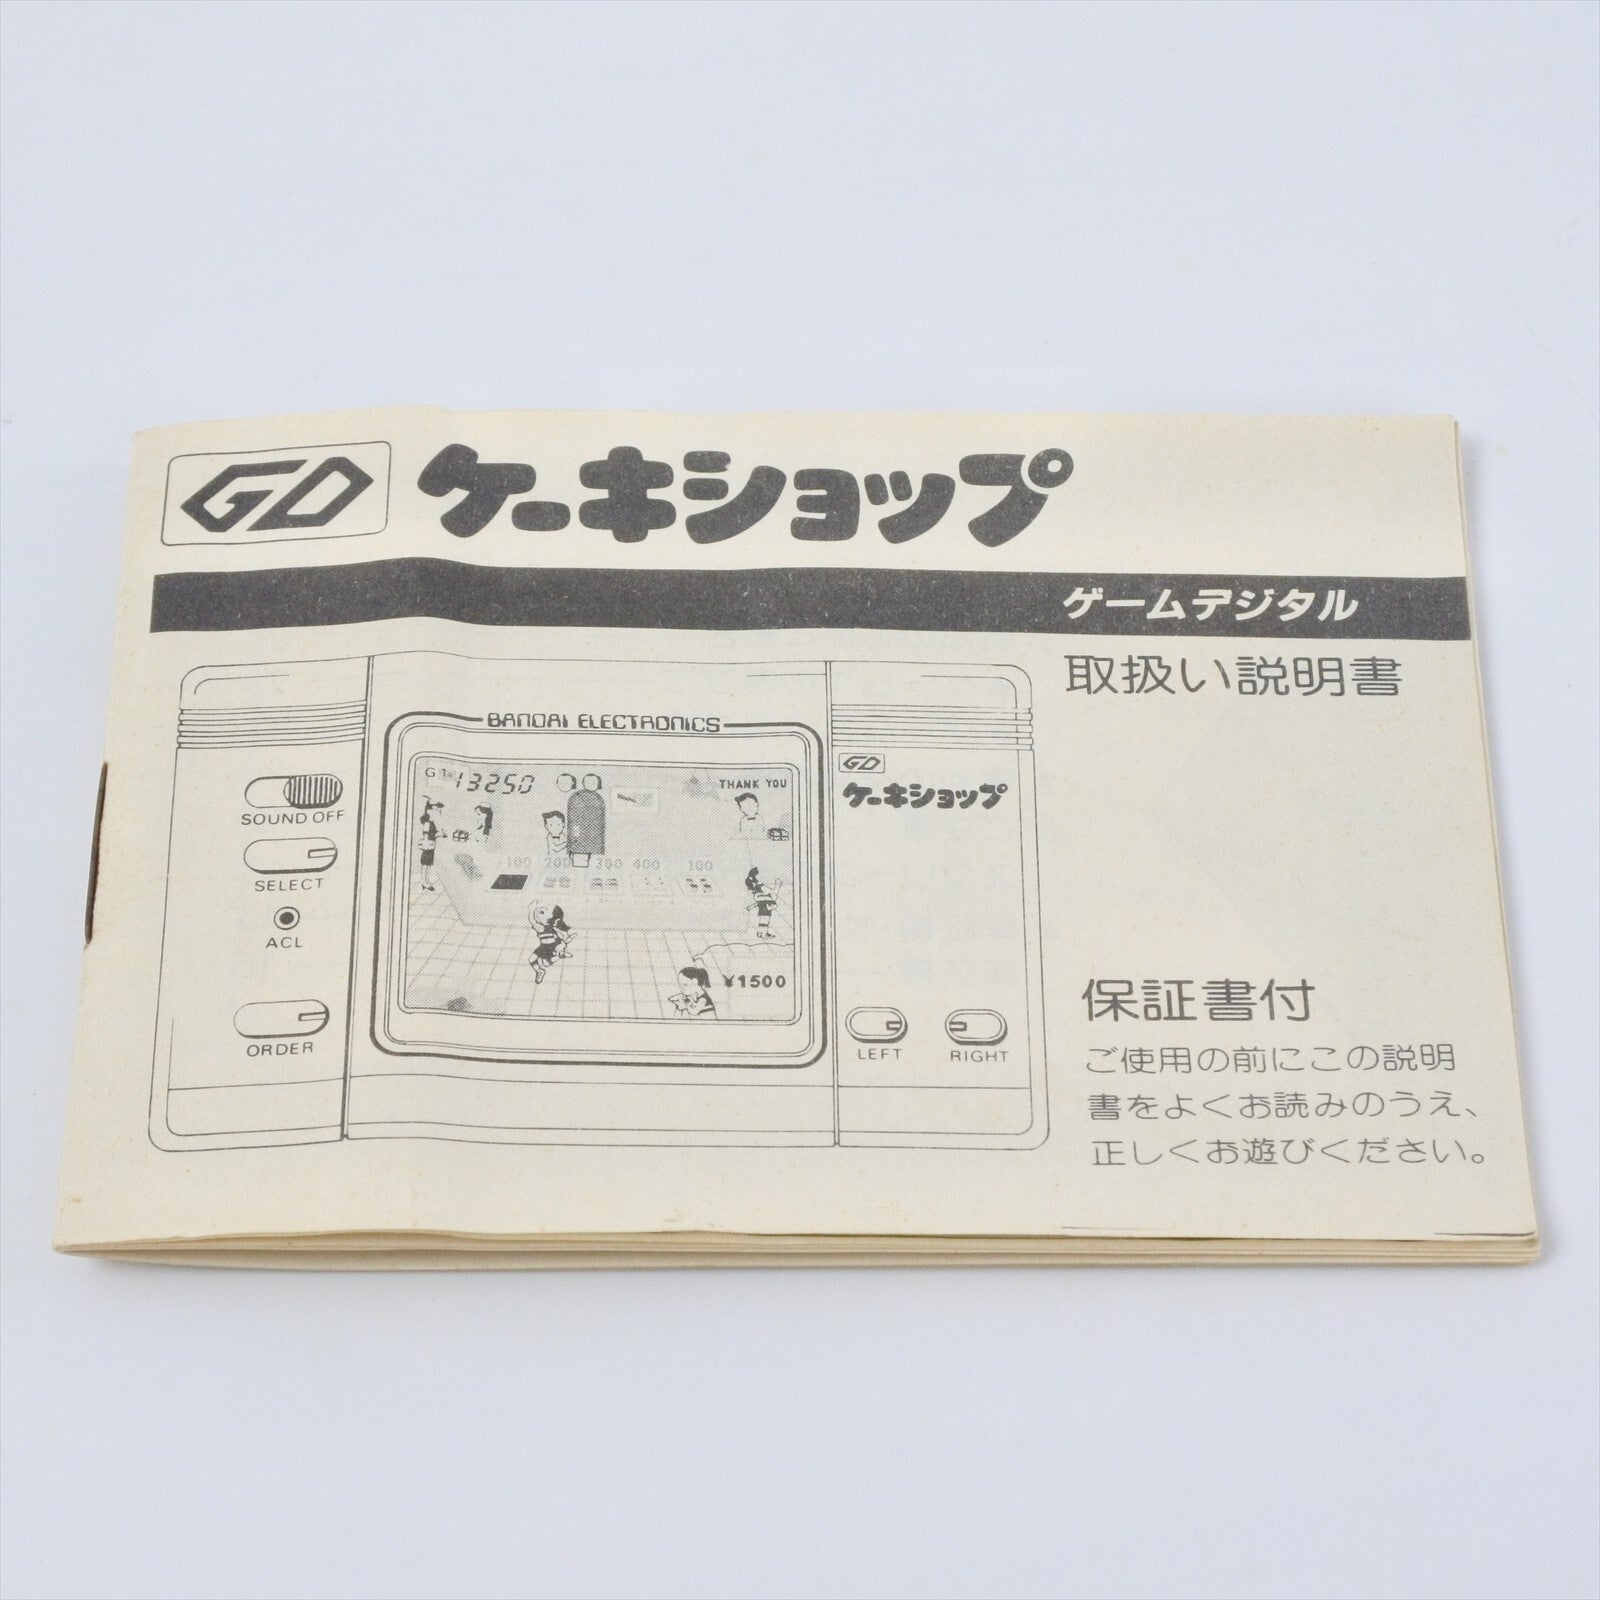 GD ケーキショップ
ゲームデジタル
取扱い説明書
BANDAI ELECTRONICS
G 13250
THANK YOU
100 200 300 400 100
¥1500
SOUND OFF
SELECT
ACL
ORDER
GD
ケーキショップ
LEFT RIGHT
保証書付
ご使用の前にこの説明
書をよくお読みのうえ、
正しくお遊びください。